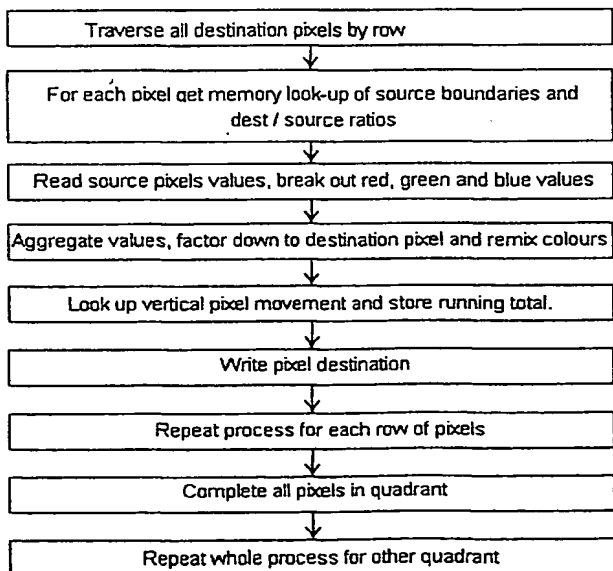 Traverse all destination pixels by row
For each pixel get memory look-up of source boundaries and
dest / source ratios
Read source pixels values, break out red, green and blue values
Aggregate values, factor down to destination pixel and remix colours
Look up vertical pixel movement and store running total.
Write pixel destination
Repeat process for each row of pixels
Complete all pixels in quadrant
Repeat whole process for other quadrant